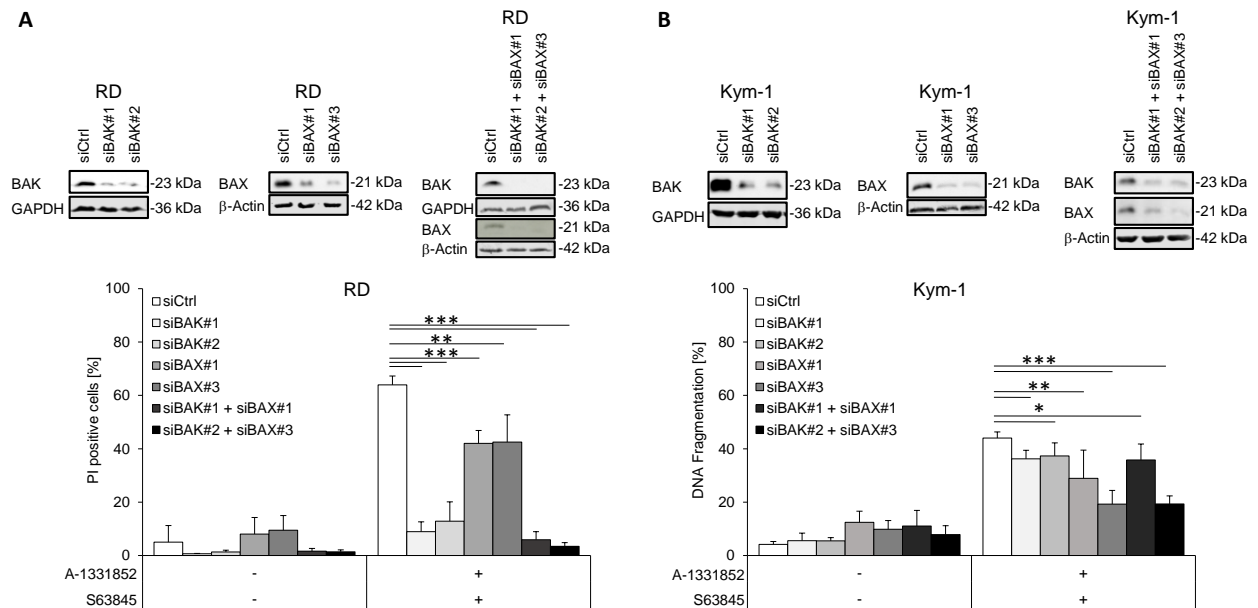 A
RD
siCtrl
siBAK#1
siBAK#2
BAK
-23 kDa
GAPDH
-36 kDa
RD
siCtrl
siBAX#1
siBAX#3
BAX
-21 kDa
β-Actin
-42 kDa
RD
siCtrl
siBAK#1 + siBAX#1
siBAK#2 + siBAX#3
BAK
-23 kDa
GAPDH
-36 kDa
BAX
-21 kDa
β-Actin
-42 kDa
RD
PI positive cells [%]
100
80
60
40
20
0
siCtrl
siBAK#1
siBAK#2
siBAX#1
siBAX#3
siBAK#1 + siBAX#1
siBAK#2 + siBAX#3
***
**
***
A-1331852 - +
S63845 - +
B
Kym-1
siCtrl
siBAK#1
siBAK#2
BAK
-23 kDa
GAPDH
-36 kDa
Kym-1
siCtrl
siBAX#1
siBAX#3
BAX
-21 kDa
β-Actin
-42 kDa
Kym-1
siCtrl
siBAK#1 + siBAX#1
siBAK#2 + siBAX#3
BAK
-23 kDa
BAX
-21 kDa
β-Actin
-42 kDa
Kym-1
DNA Fragmentation [%]
100
80
60
40
20
0
siCtrl
siBAK#1
siBAK#2
siBAX#1
siBAX#3
siBAK#1 + siBAX#1
siBAK#2 + siBAX#3
***
**
*
A-1331852 - +
S63845 - +